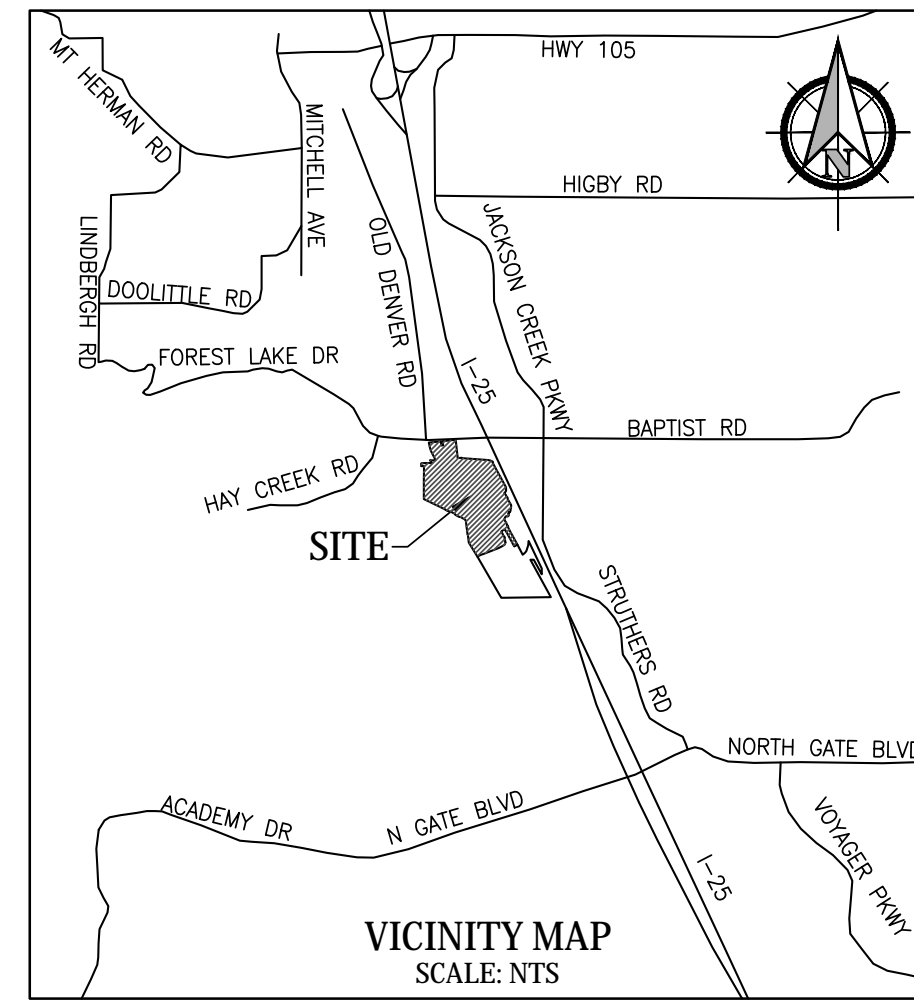 HWY 105
MT HERMAN RD
MITCHELL AVE
N
HIGBY RD
LINDBERGH RD
OLD DENVER RD
JACKSON CREEK PKWY
DOOLITTLE RD
FOREST LAKE DR
I-25
BAPTIST RD
HAY CREEK RD
SITE
STRUTHERS RD
NORTH GATE BLVD
ACADEMY DR
N GATE BLVD
VOYAGER PKWY
I-25
VICINITY MAP
SCALE: NTS